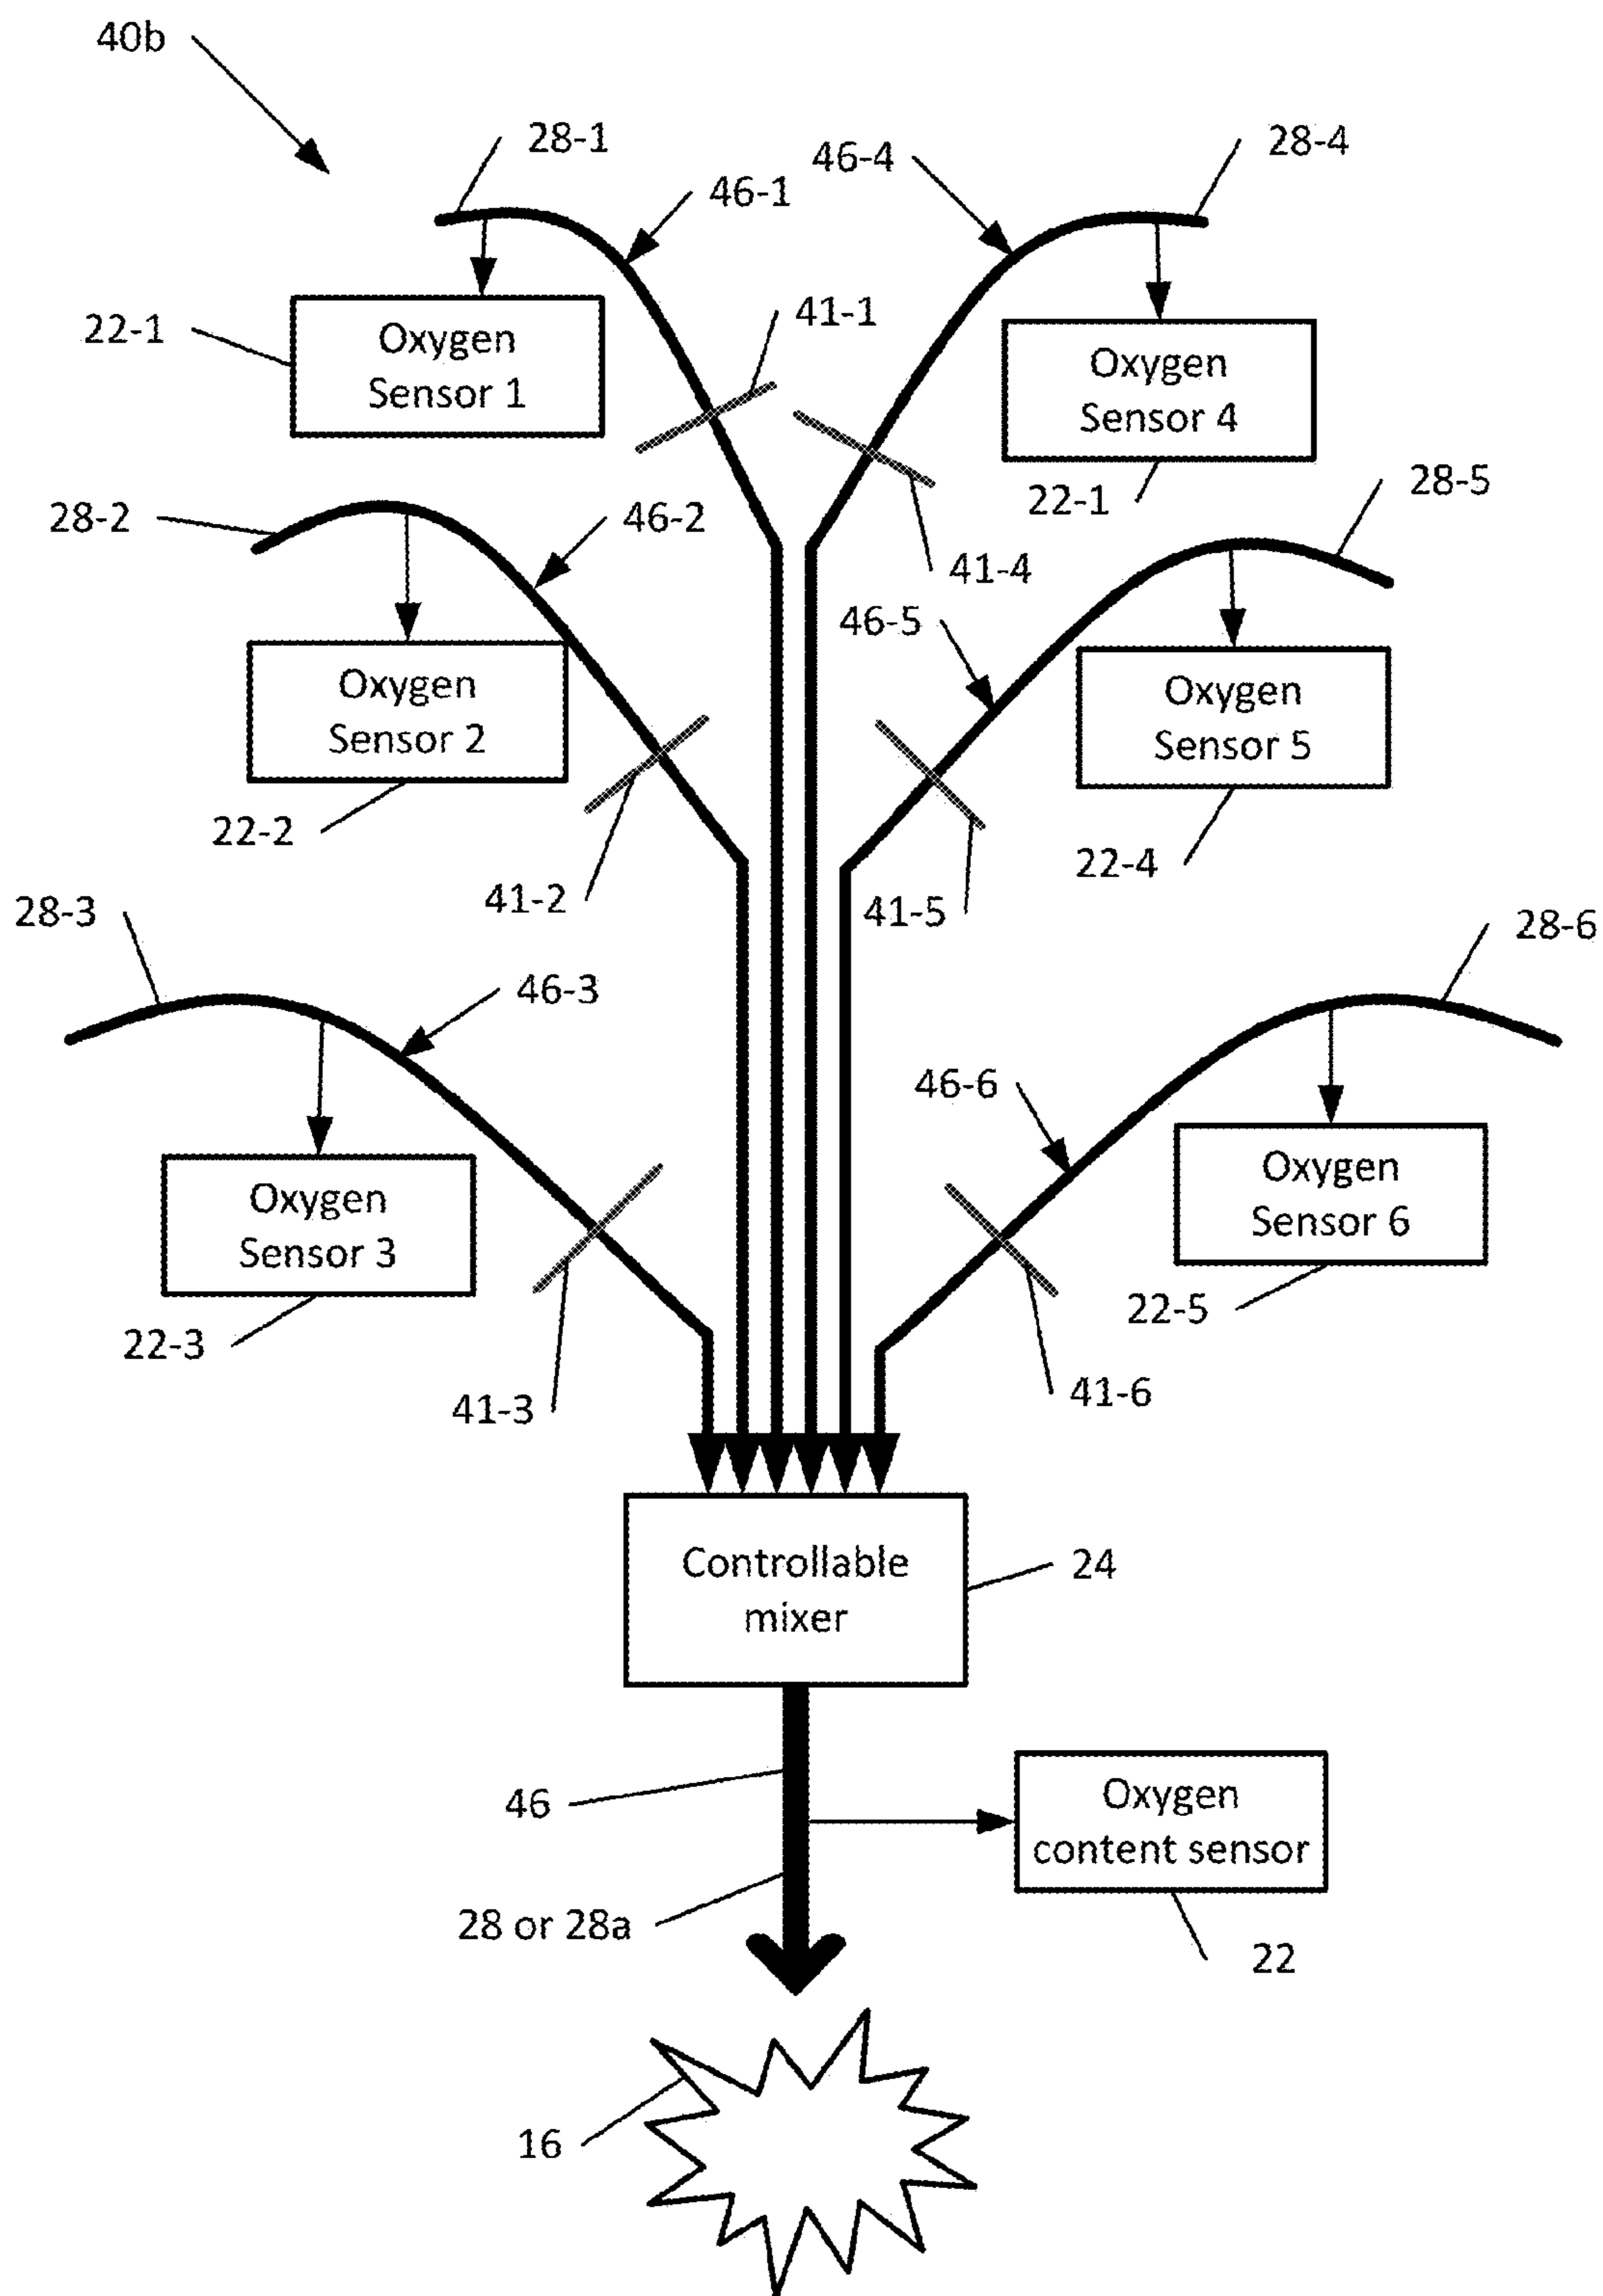 40b
28-1
28-4
46-4
46-1
41-1
22-1
Oxygen
Sensor 1
Oxygen
Sensor 4
22-1
28-5
28-2
46-2
41-4
46-5
Oxygen
Sensor 2
Oxygen
Sensor 5
22-2
22-4
41-2
41-5
28-3
28-6
46-3
46-6
Oxygen
Sensor 3
Oxygen
Sensor 6
22-3
22-5
41-3
41-6
Controllable
mixer
24
46
Oxygen
content sensor
28 or 28a
22
16